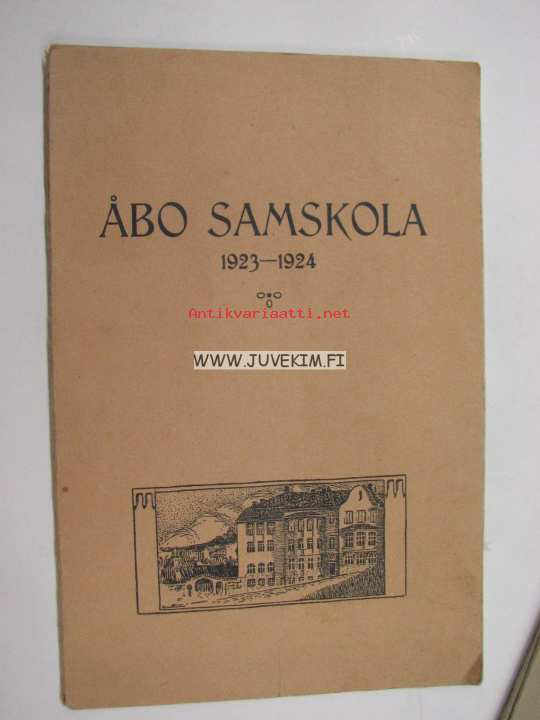 ÅBO SAMSKOLA
1923—1924
Antikvariaatti.net
WWW.JUVEKIM.FI